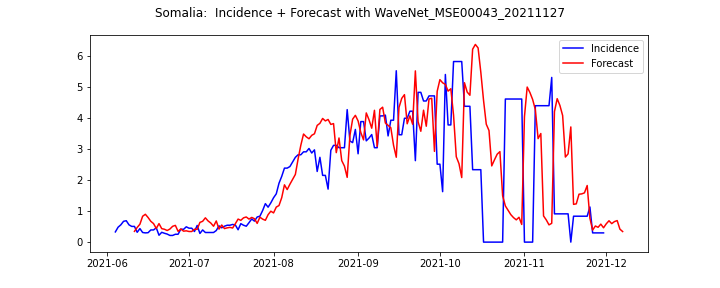 Somalia:  Incidence + Forecast with WaveNet_MSE00043_20211127
Incidence
Forecast
6
5
4
3
2
1
0
2021-06 2021-07 2021-08 2021-09 2021-10 2021-11 2021-12